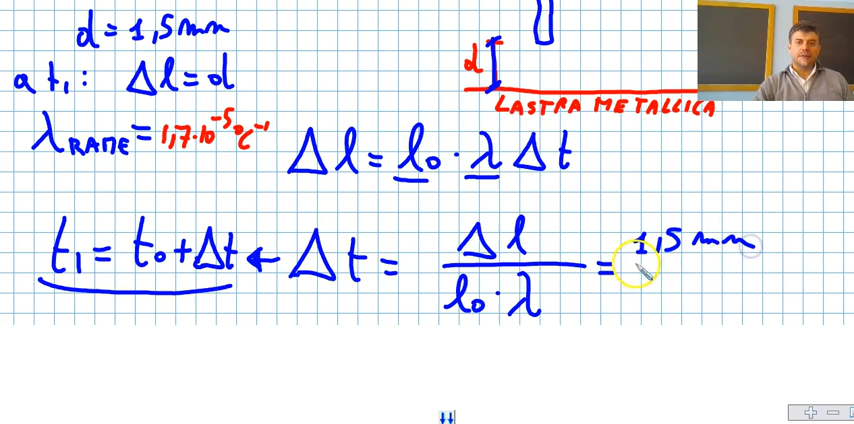 d = 1,5 mm
a t₁ : Δl = d
d
LASTRA METALLICA
λ RAME = 1,7·10⁻⁵ °C⁻¹
Δl = l₀ · λ Δt
t₁ = t₀ + Δt ← Δt = Δl / l₀ · λ = 1,5 mm